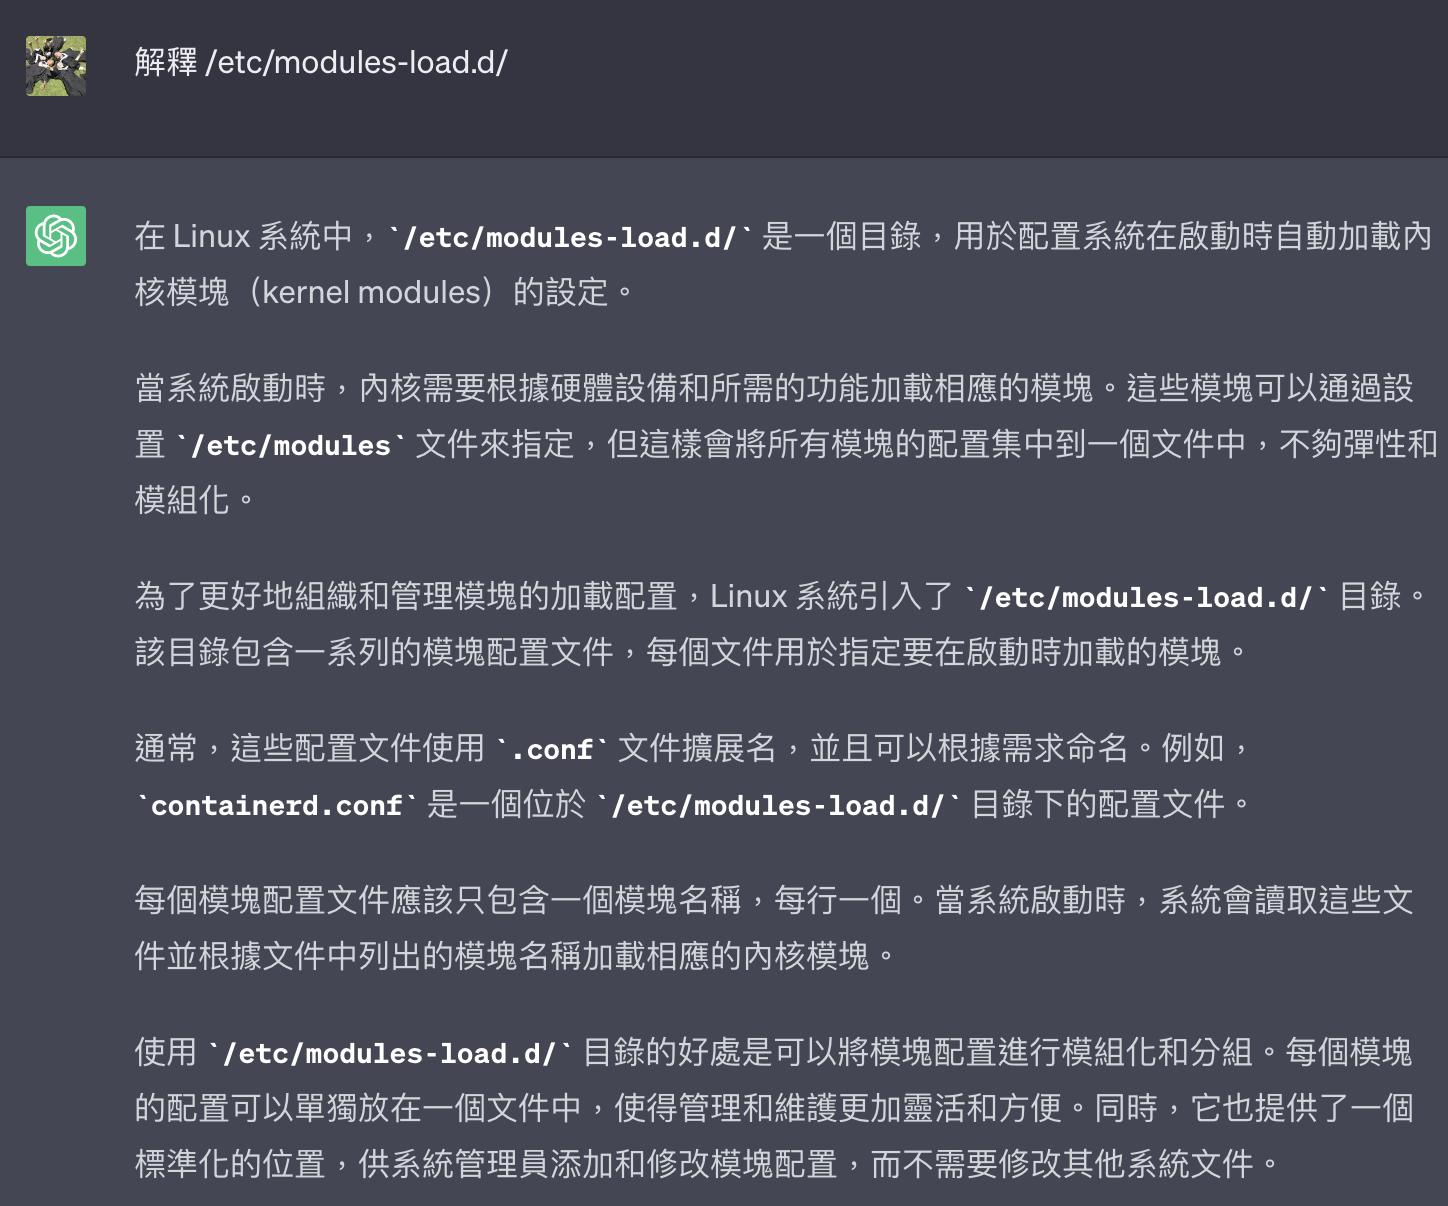 解釋 /etc/modules-load.d/
在 Linux 系統中，`/etc/modules-load.d/` 是一個目錄，用於配置系統在啟動時自動加載內
核模塊（kernel modules）的設定。
當系統啟動時，內核需要根據硬體設備和所需的功能加載相應的模塊。這些模塊可以通過設
置 `/etc/modules` 文件來指定，但這樣會將所有模塊的配置集中到一個文件中，不夠彈性和
模組化。
為了更好地組織和管理模塊的加載配置，Linux 系統引入了 `/etc/modules-load.d/` 目錄。
該目錄包含一系列的模塊配置文件，每個文件用於指定要在啟動時加載的模塊。
通常，這些配置文件使用 `.conf` 文件擴展名，並且可以根據需求命名。例如，
`containerd.conf` 是一個位於 `/etc/modules-load.d/` 目錄下的配置文件。
每個模塊配置文件應該只包含一個模塊名稱，每行一個。當系統啟動時，系統會讀取這些文
件並根據文件中列出的模塊名稱加載相應的內核模塊。
使用 `/etc/modules-load.d/` 目錄的好處是可以將模塊配置進行模組化和分組。每個模塊
的配置可以單獨放在一個文件中，使得管理和維護更加靈活和方便。同時，它也提供了一個
標準化的位置，供系統管理員添加和修改模塊配置，而不需要修改其他系統文件。